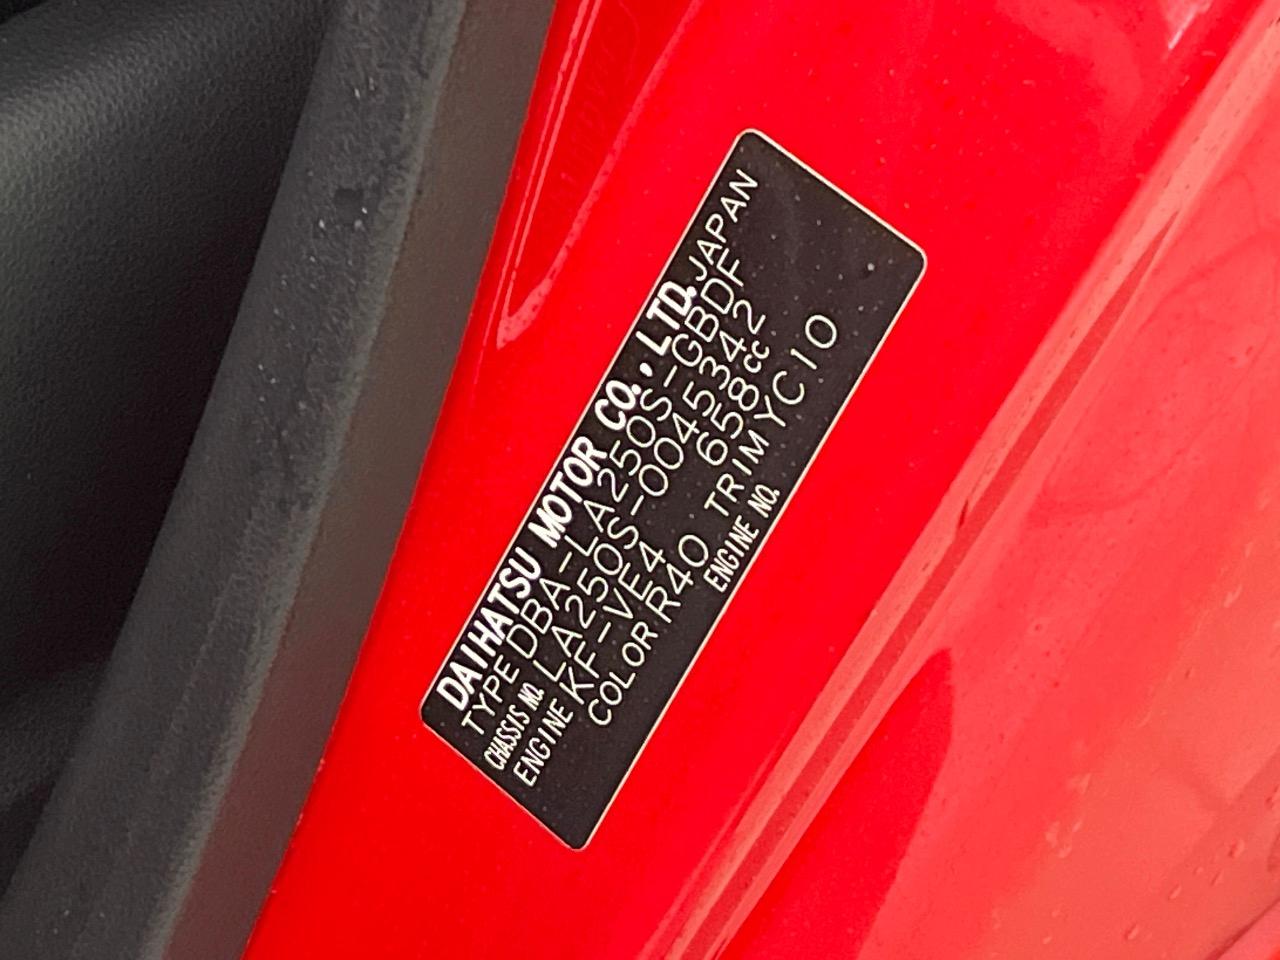 DAIHATSU MOTOR CO., LTD. JAPAN
TYPE DBA-LA250S-GBDF
CHASSIS NO. LA250S-0045342
ENGINE KF-VE4 658cc
COLOR R40 TRIM YC10
ENGINE NO.